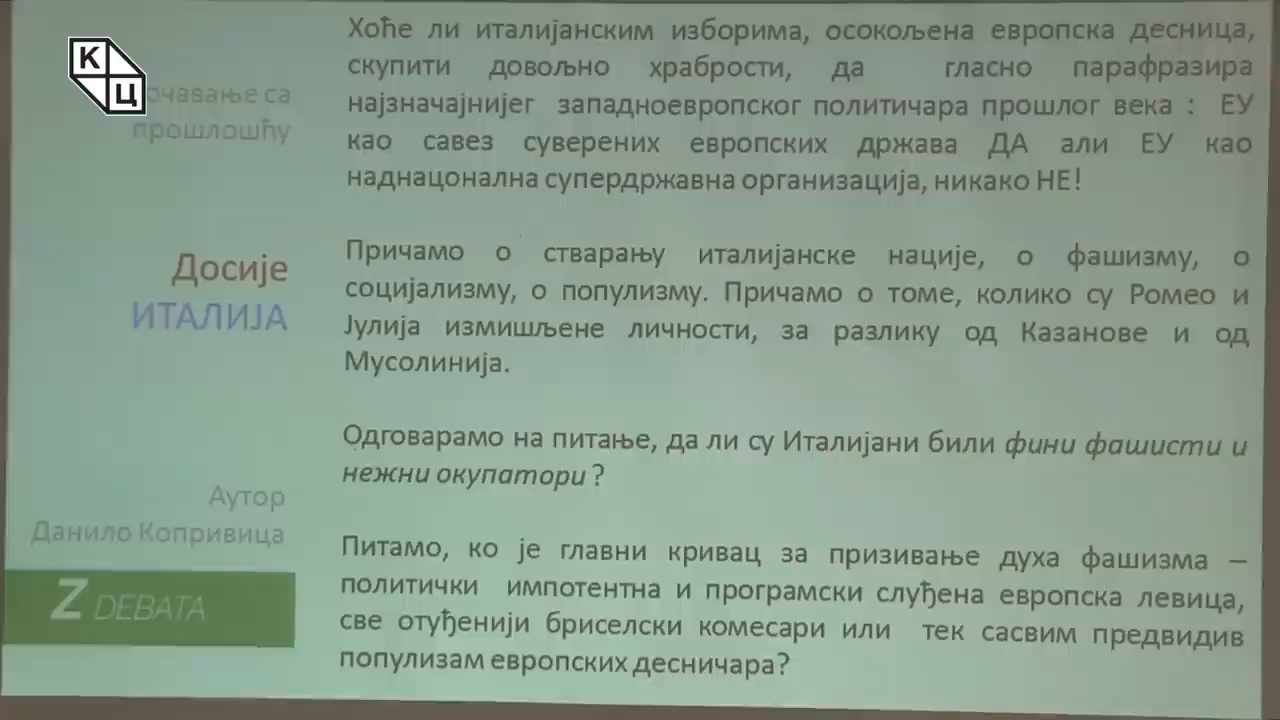 К
Ц
очавање са
прошлошћу
Досије
ИТАЛИЈА
Аутор
Данило Копривица
Z DEBATA
Хоће ли италијанским изборима, осокољена европска десница,
скупити довољно храбрости, да гласно парафразира
најзначајнијег западноевропског политичара прошлог века : ЕУ
као савез суверених европских држава ДА али ЕУ као
наднацонална супердржавна организација, никако НЕ!
Причамо о стварању италијанске нације, о фашизму, о
социјализму, о популизму. Причамо о томе, колико су Ромео и
Јулија измишљене личности, за разлику од Казанове и од
Мусолинија.
Одговарамо на питање, да ли су Италијани били фини фашисти и
нежни окупатори ?
Питамо, ко је главни кривац за призивање духа фашизма –
политички импотентна и програмски слуђена европска левица,
све отуђенији бриселски комесари или тек сасвим предвидив
популизам европских десничара?